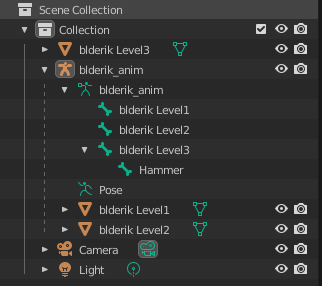 Scene Collection
Collection
blderik Level3
blderik_anim
blderik_anim
blderik Level1
blderik Level2
blderik Level3
Hammer
Pose
blderik Level1
blderik Level2
Camera
Light